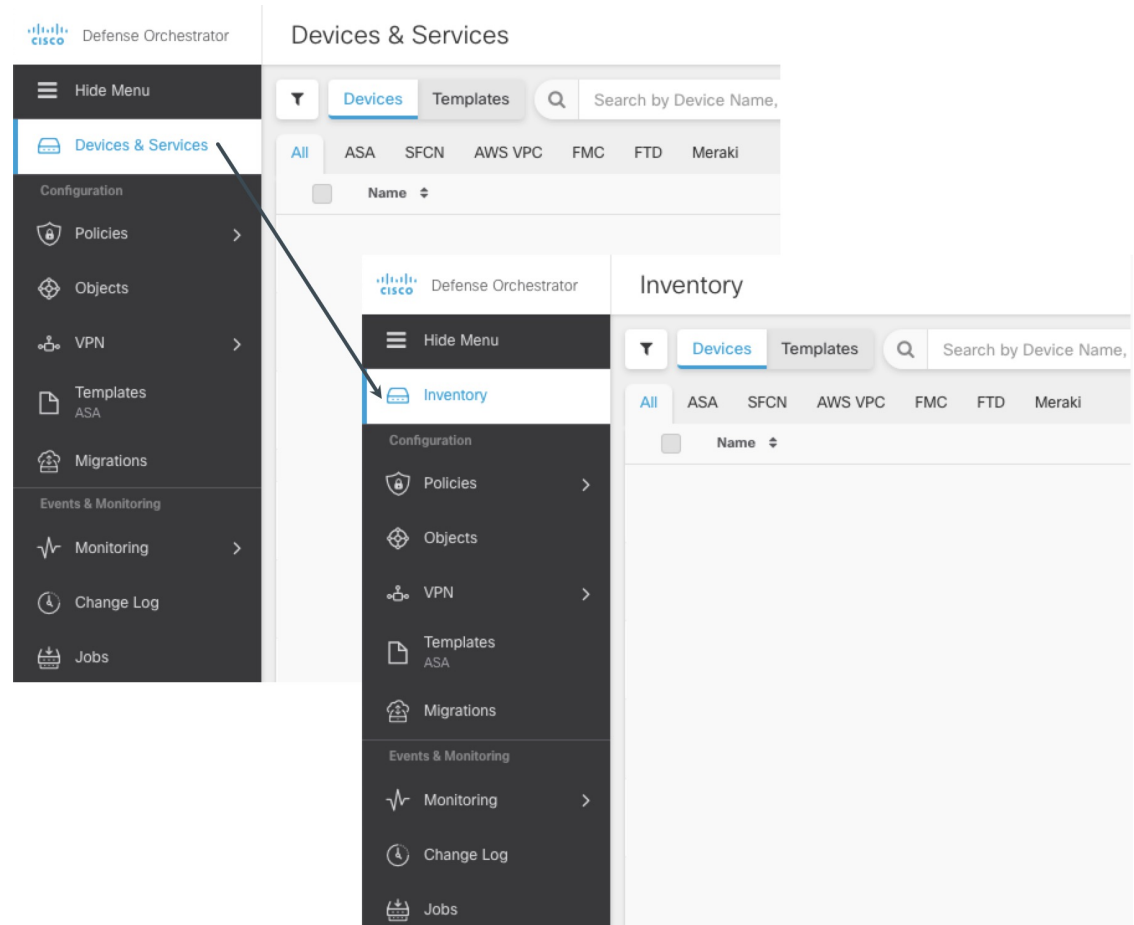 cisco Defense Orchestrator
Devices & Services
Hide Menu
Devices Templates Search by Device Name,
Devices & Services
All ASA SFCN AWS VPC FMC FTD Meraki
Name
Configuration
Policies
Objects
VPN
Templates
ASA
Migrations
Events & Monitoring
Monitoring
Change Log
Jobs
cisco Defense Orchestrator
Inventory
Hide Menu
Devices Templates Search by Device Name,
Inventory
All ASA SFCN AWS VPC FMC FTD Meraki
Name
Configuration
Policies
Objects
VPN
Templates
ASA
Migrations
Events & Monitoring
Monitoring
Change Log
Jobs